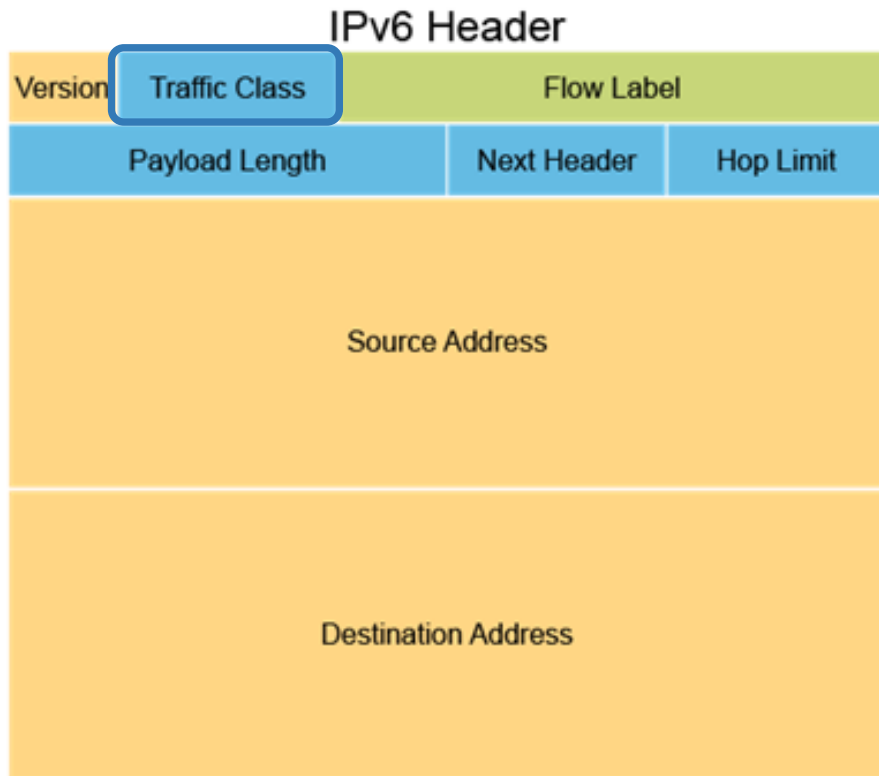 IPv6 Header
Version Traffic Class Flow Label
Payload Length Next Header Hop Limit
Source Address
Destination Address